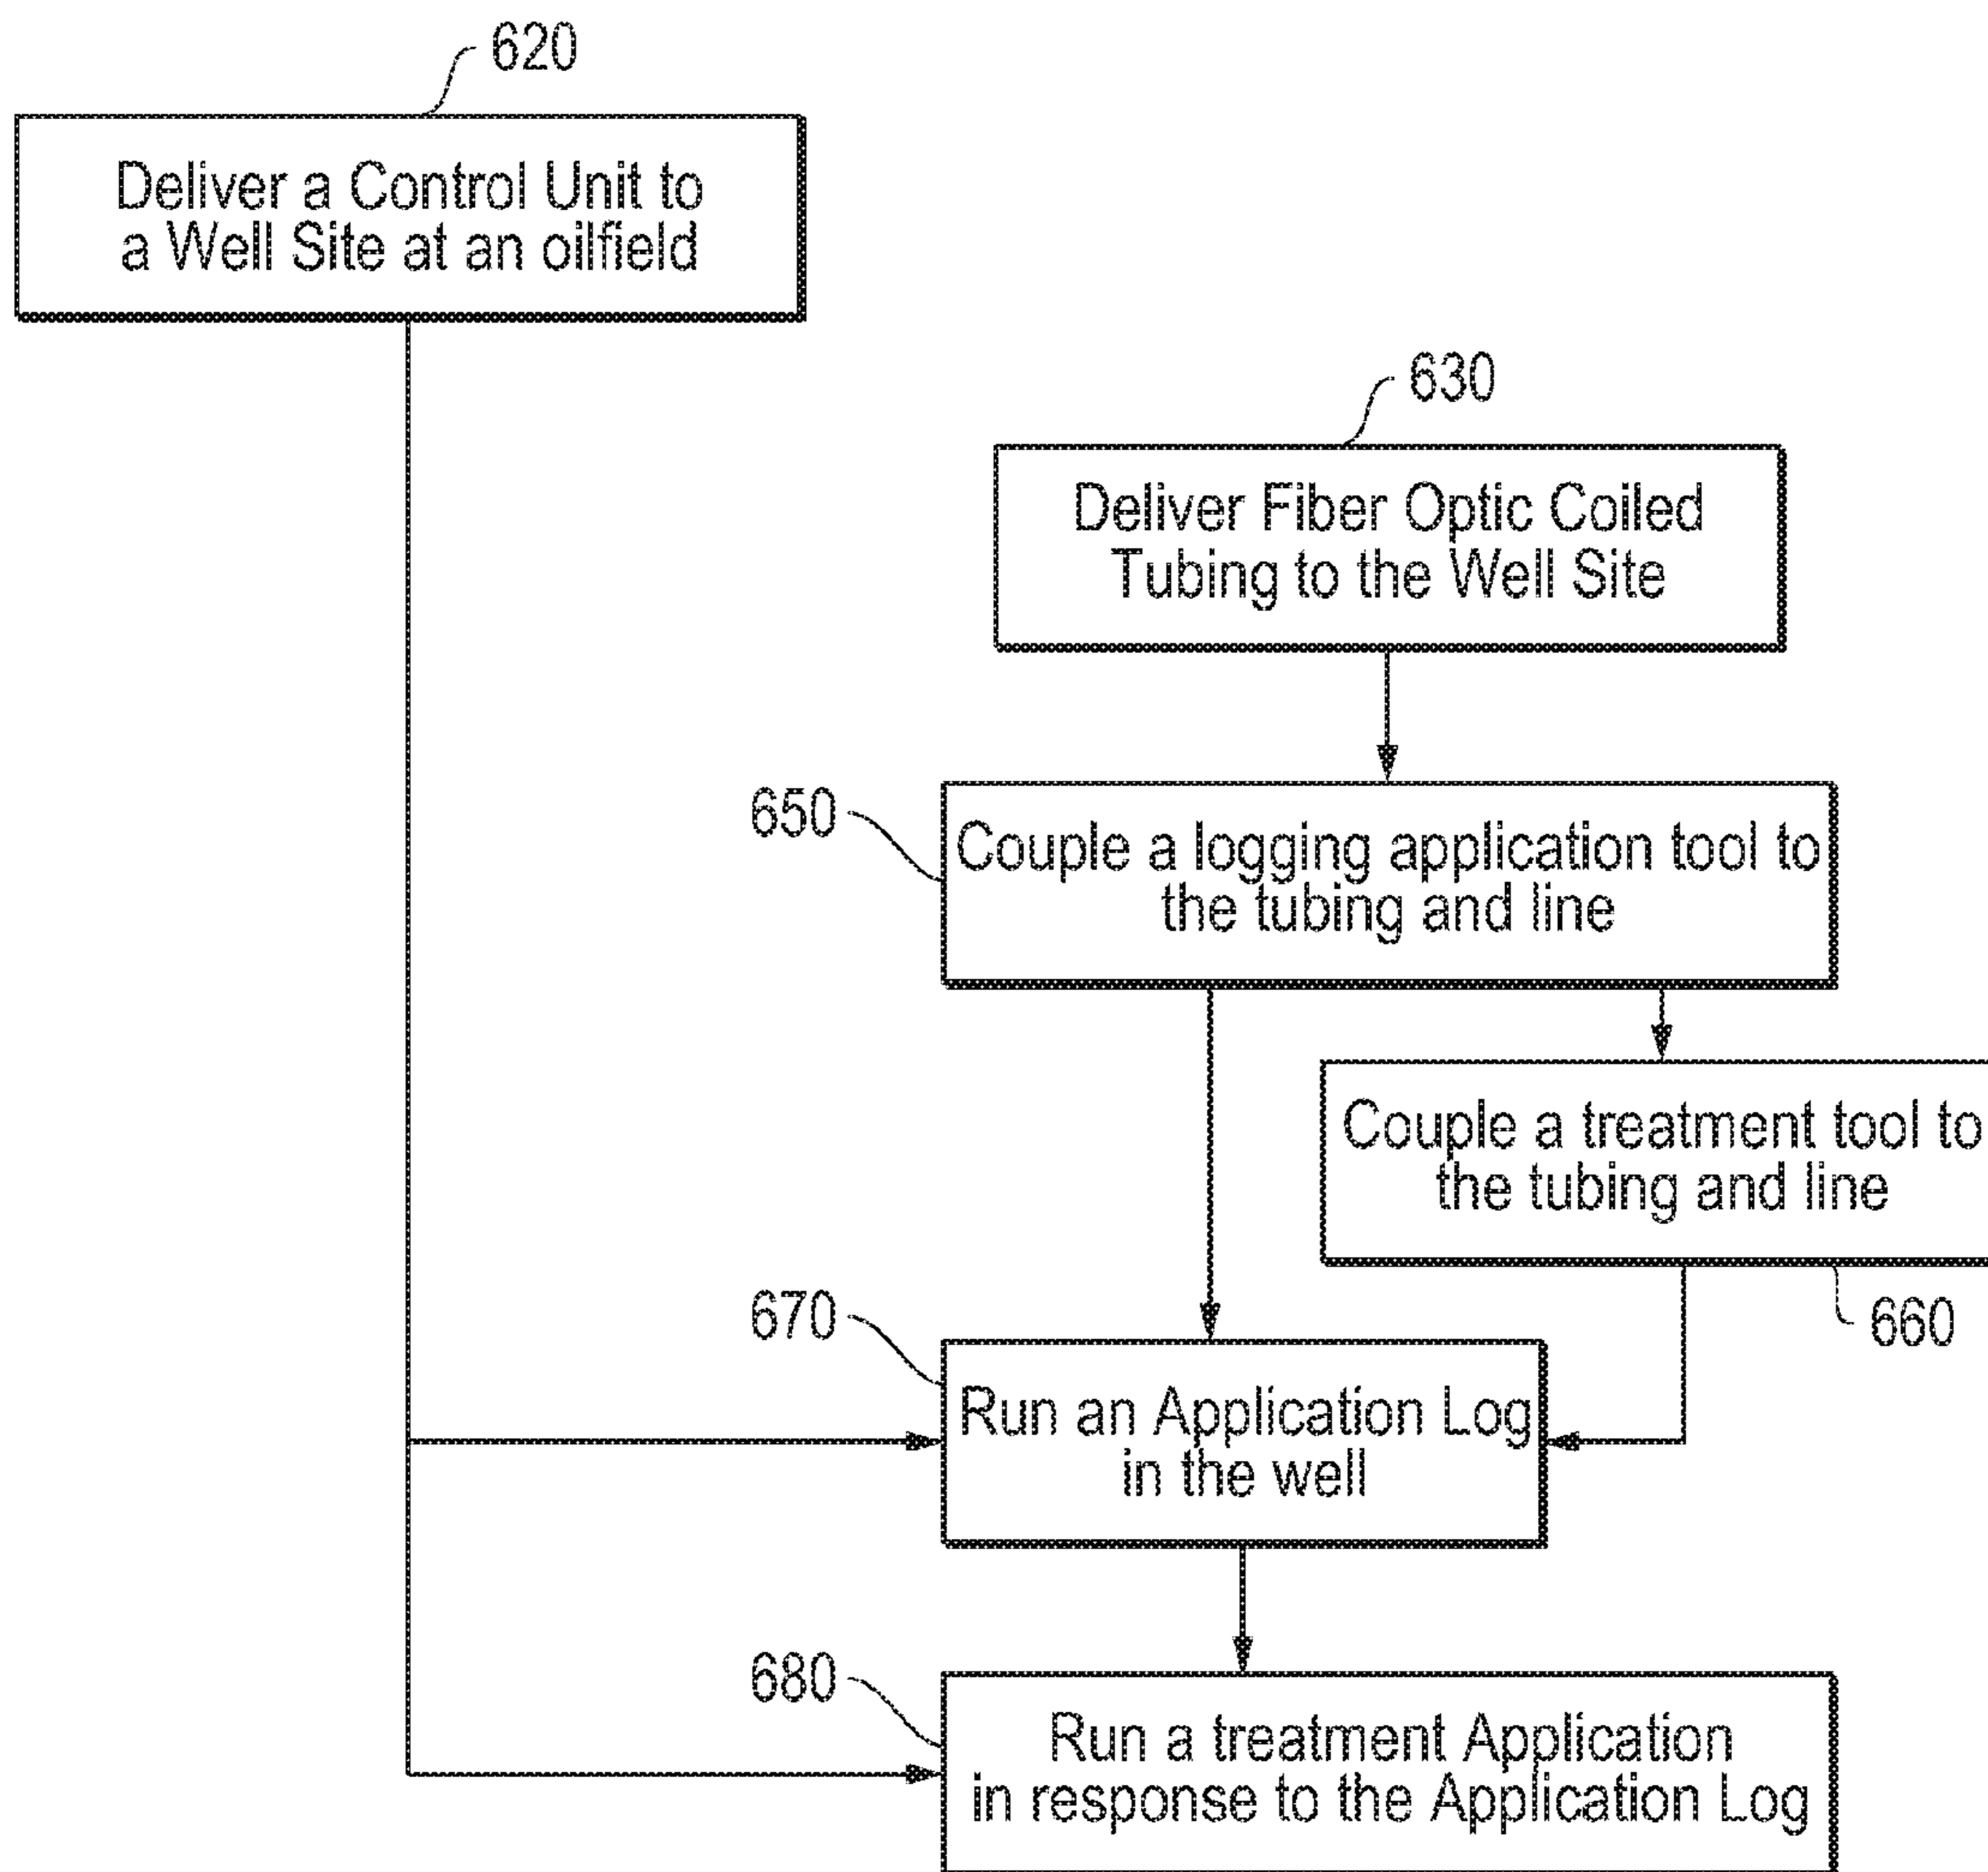 620
Deliver a Control Unit to
a Well Site at an oilfield
630
Deliver Fiber Optic Coiled
Tubing to the Well Site
650
Couple a logging application tool to
the tubing and line
Couple a treatment tool to
the tubing and line
660
670
Run an Application Log
in the well
680
Run a treatment Application
in response to the Application Log